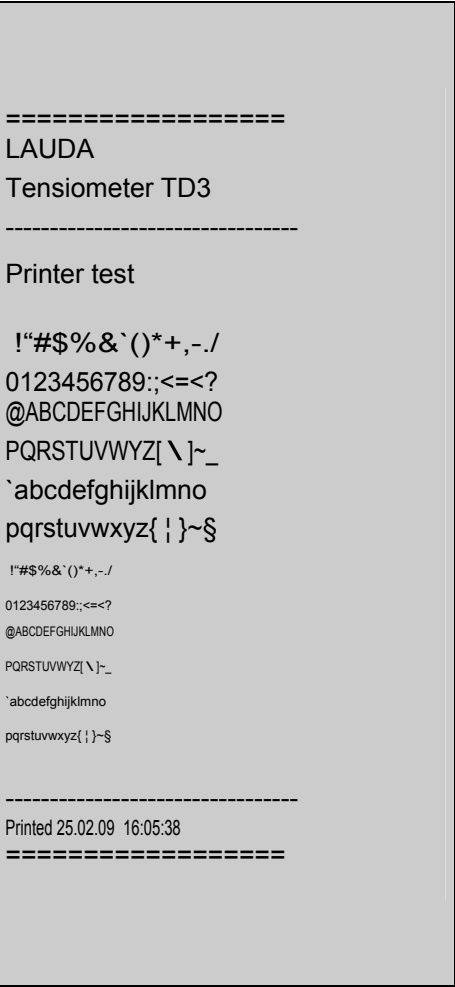 ==================
LAUDA
Tensiometer TD3
---------------------------------
Printer test
!“#$%&`()*+,-./
0123456789:;<=<?
@ABCDEFGHIJKLMNO
PQRSTUVWYZ[ \ ]~_
`abcdefghijklmno
pqrstuvwxyz{ ¦ }~§
!“#$%&`()*+,-./
0123456789:;<=<?
@ABCDEFGHIJKLMNO
PQRSTUVWYZ[ \ ]~_
`abcdefghijklmno
pqrstuvwxyz{ ¦ }~§
---------------------------------
Printed 25.02.09  16:05:38
==================